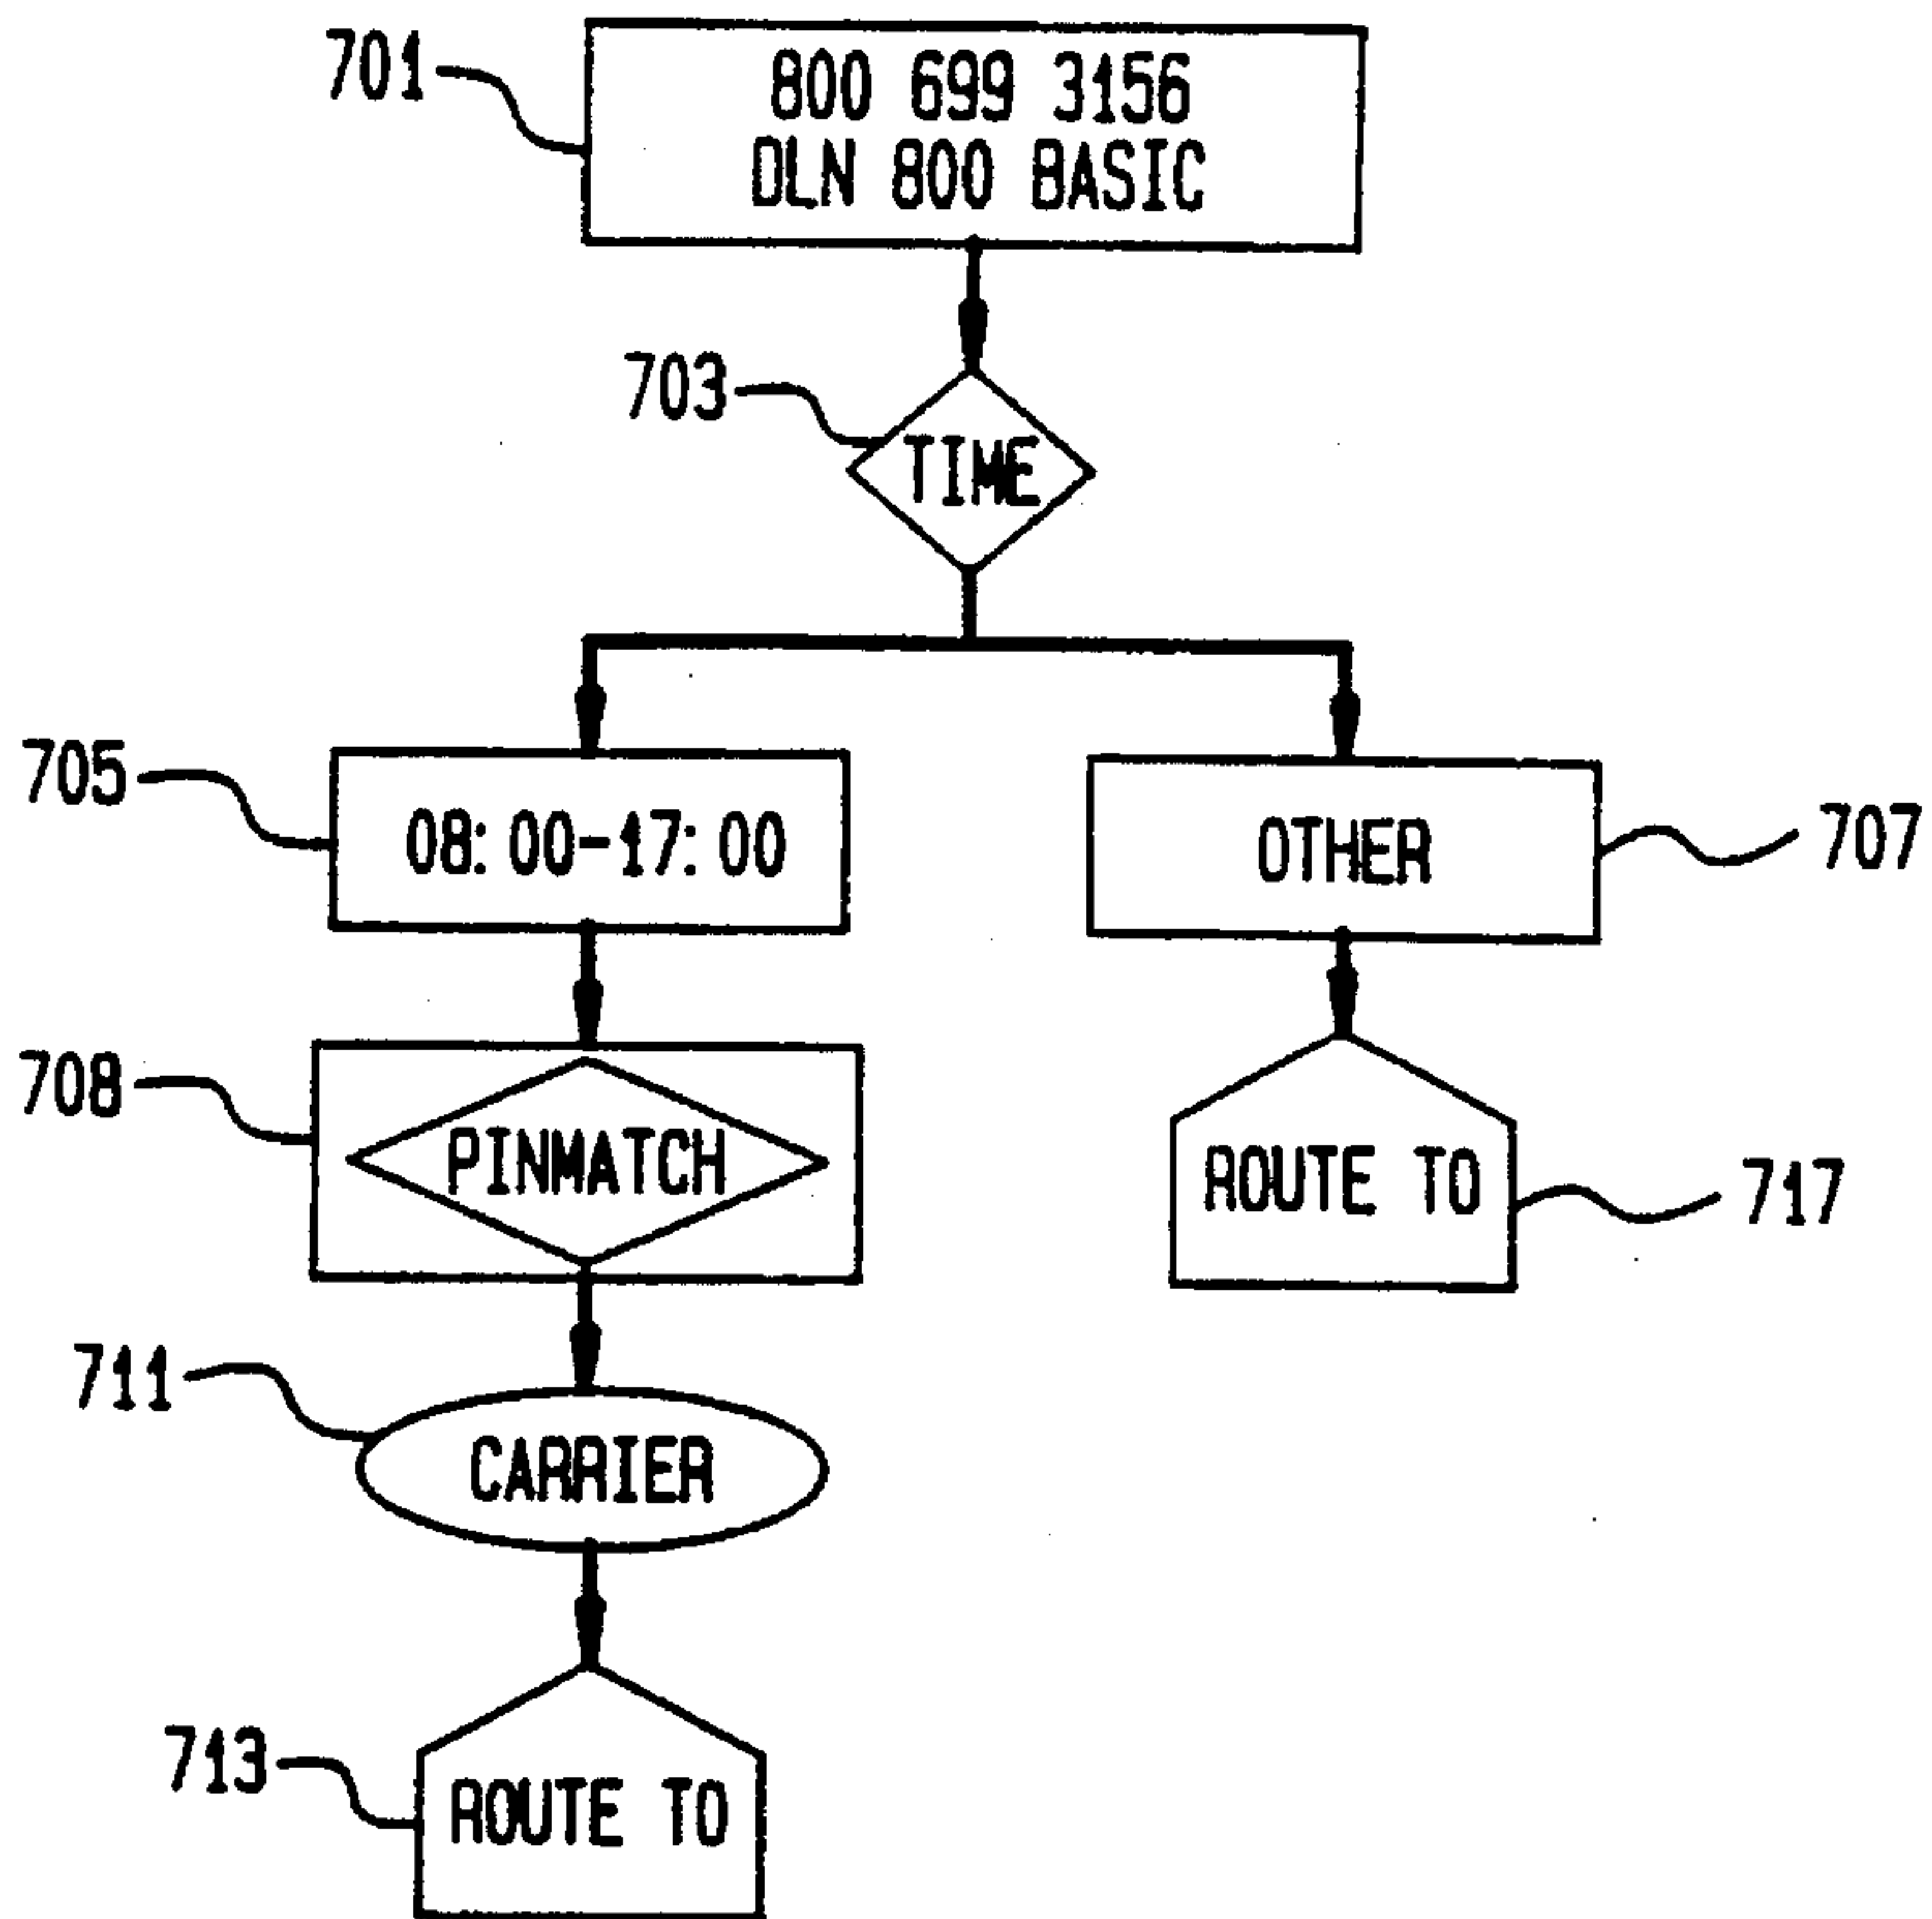 701
800 699 3156
DLN 800 BASIC
703
TIME
705
08:00-17:00
OTHER
707
708
PINMATCH
ROUTE TO
717
711
CARRIER
713
ROUTE TO